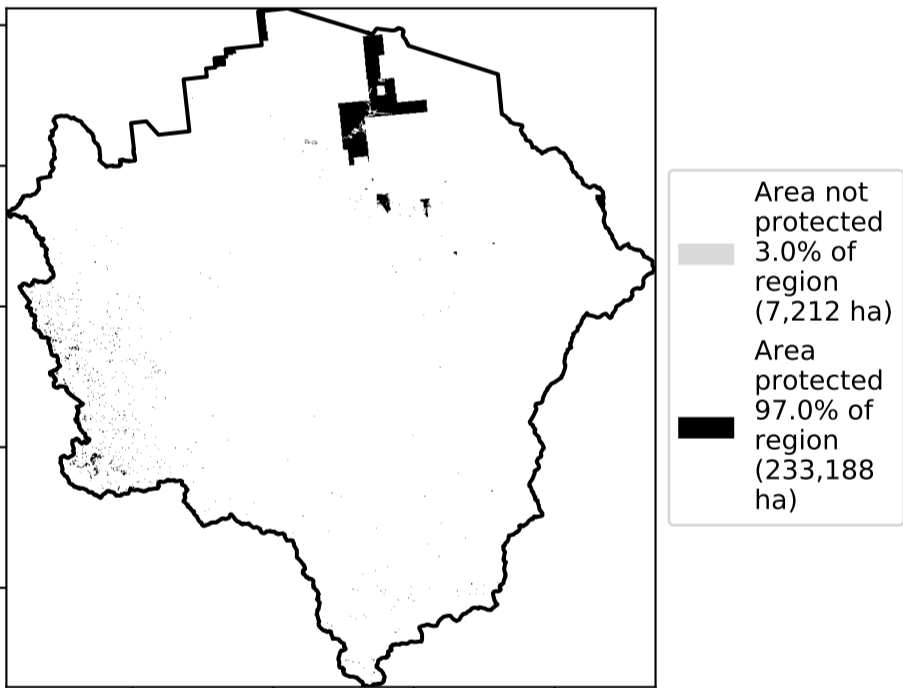 Area not
protected
3.0% of
region
(7,212 ha)
Area
protected
97.0% of
region
(233,188
ha)